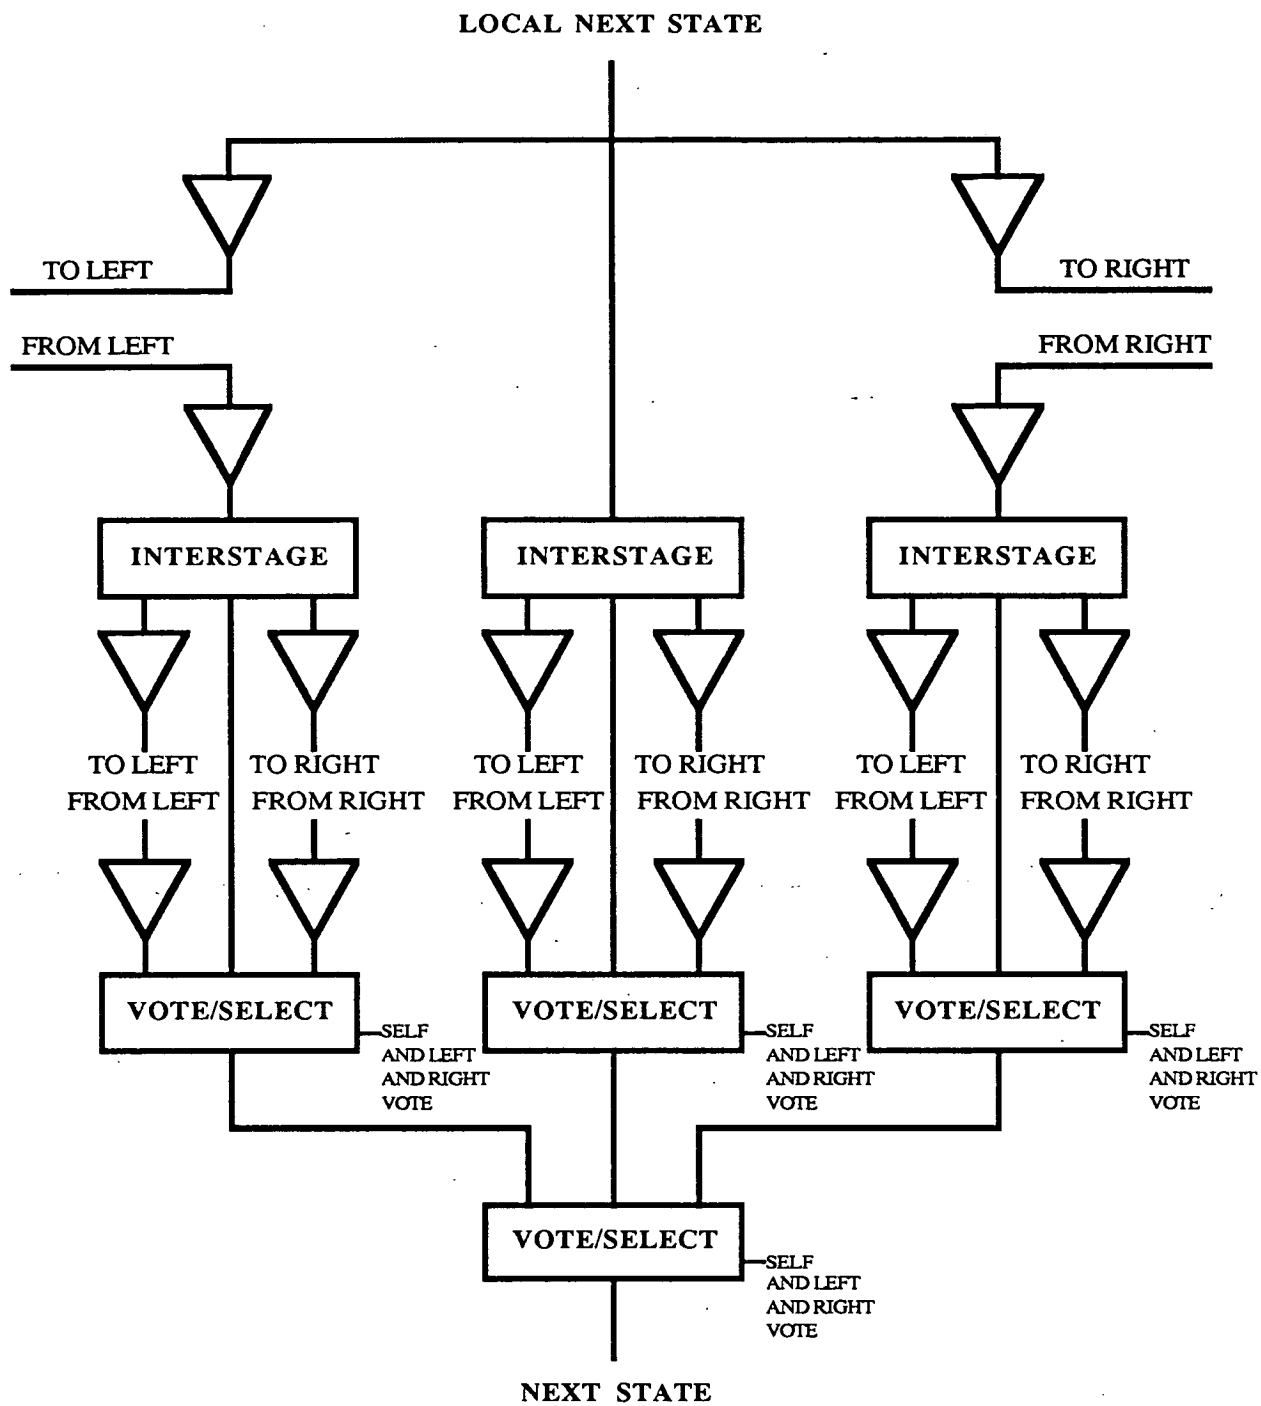 LOCAL NEXT STATE
TO LEFT
TO RIGHT
FROM LEFT
FROM RIGHT
INTERSTAGE
INTERSTAGE
INTERSTAGE
TO LEFT
TO RIGHT
TO LEFT
TO RIGHT
TO LEFT
TO RIGHT
FROM LEFT
FROM RIGHT
FROM LEFT
FROM RIGHT
FROM LEFT
FROM RIGHT
VOTE/SELECT
SELF
AND LEFT
AND RIGHT
VOTE
VOTE/SELECT
SELF
AND LEFT
AND RIGHT
VOTE
VOTE/SELECT
SELF
AND LEFT
AND RIGHT
VOTE
VOTE/SELECT
SELF
AND LEFT
AND RIGHT
VOTE
NEXT STATE